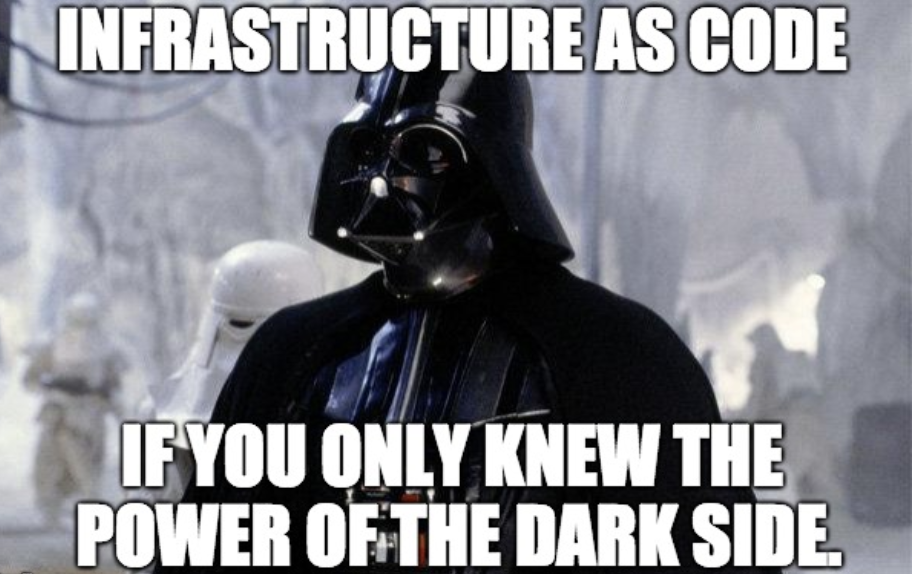 INFRASTRUCTURE AS CODE
IF YOU ONLY KNEW THE
POWER OF THE DARK SIDE.